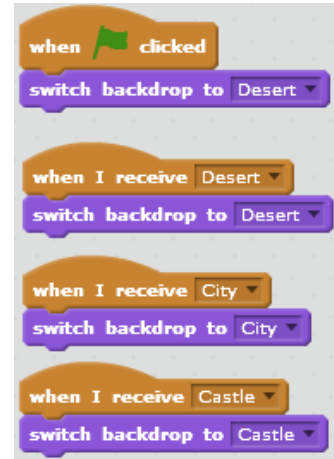 when clicked
switch backdrop to Desert
when I receive Desert
switch backdrop to Desert
when I receive City
switch backdrop to City
when I receive Castle
switch backdrop to Castle